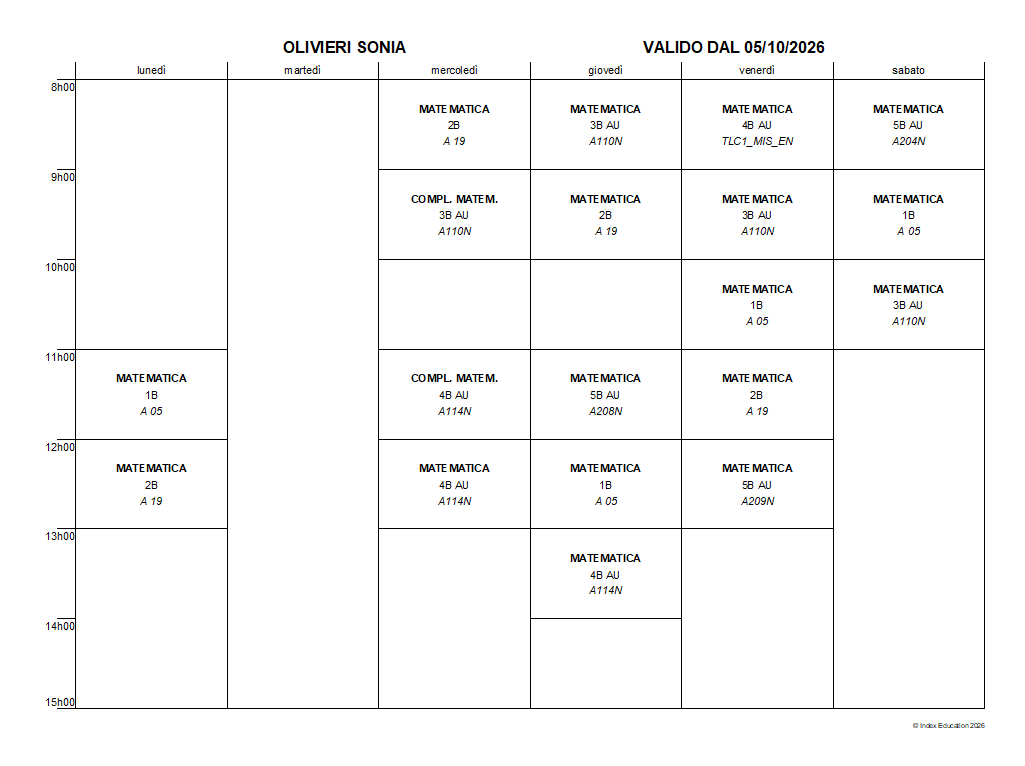 OLIVIERI SONIA
VALIDO DAL 05/10/2026
lunedì martedì mercoledì giovedì venerdì sabato
8h00
MATEMATICA MATEMATICA MATEMATICA MATEMATICA
2B 3B AU 4B AU 5B AU
A 19 A110N TLC1_MIS_EN A204N
9h00
COMPL. MATEM. MATEMATICA MATEMATICA MATEMATICA
3B AU 2B 3B AU 1B
A110N A 19 A110N A 05
10h00
MATEMATICA MATEMATICA
1B 3B AU
A 05 A110N
11h00
MATEMATICA COMPL. MATEM. MATEMATICA MATEMATICA
1B 4B AU 5B AU 2B
A 05 A114N A208N A 19
12h00
MATEMATICA MATEMATICA MATEMATICA MATEMATICA
2B 4B AU 1B 5B AU
A 19 A114N A 05 A209N
13h00
MATEMATICA
4B AU
A114N
14h00
15h00
© Index Education 2026